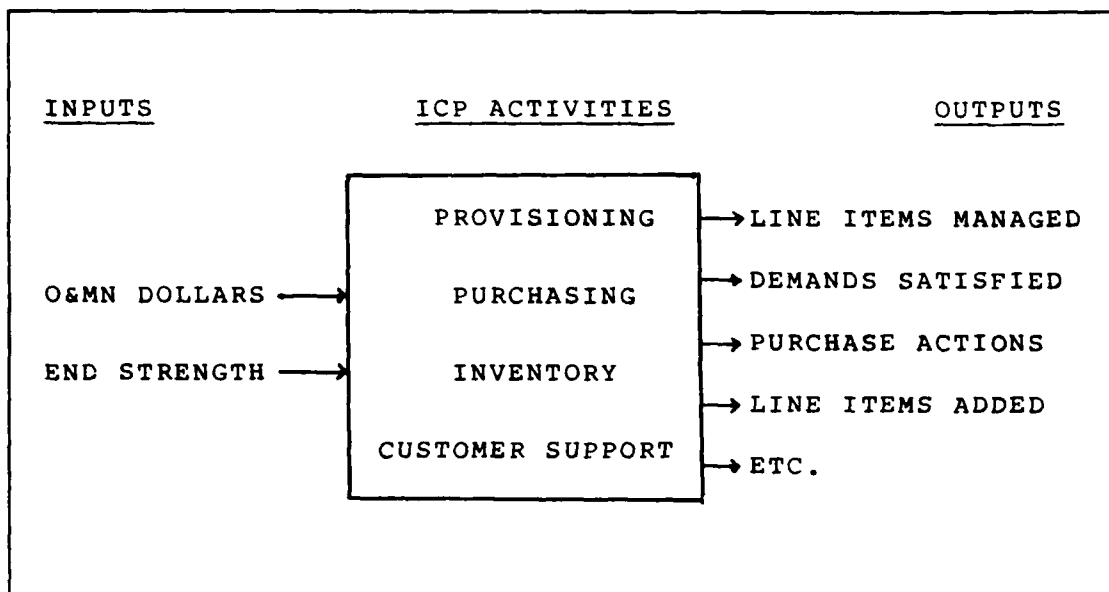 INPUTS ICP ACTIVITIES OUTPUTS
PROVISIONING LINE ITEMS MANAGED
DEMANDS SATISFIED
O&MN DOLLARS PURCHASING
PURCHASE ACTIONS
END STRENGTH INVENTORY
LINE ITEMS ADDED
CUSTOMER SUPPORT ETC.